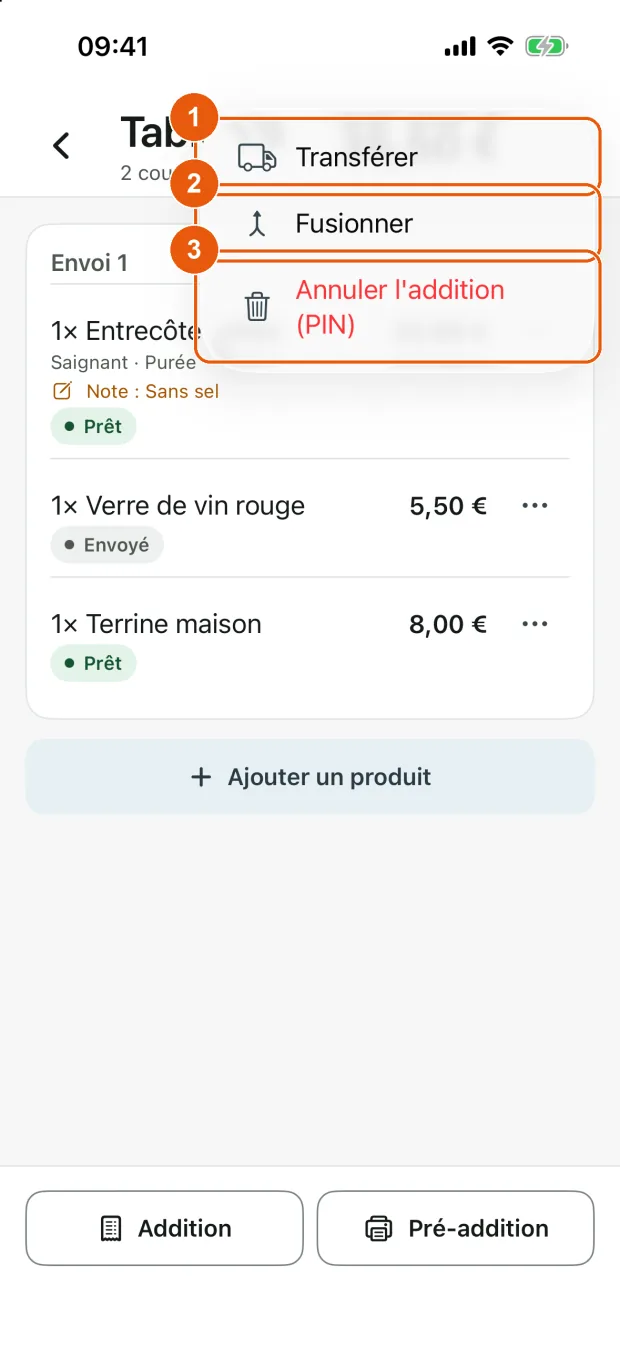 09:41
1
Transférer
2
2 cou
Fusionner
3
Annuler l'addition
(PIN)
Envoi 1
1× Entrecôte
Saignant · Purée
Note : Sans sel
Prêt
1× Verre de vin rouge 5,50 € ···
Envoyé
1× Terrine maison 8,00 € ···
Prêt
+ Ajouter un produit
Addition
Pré-addition